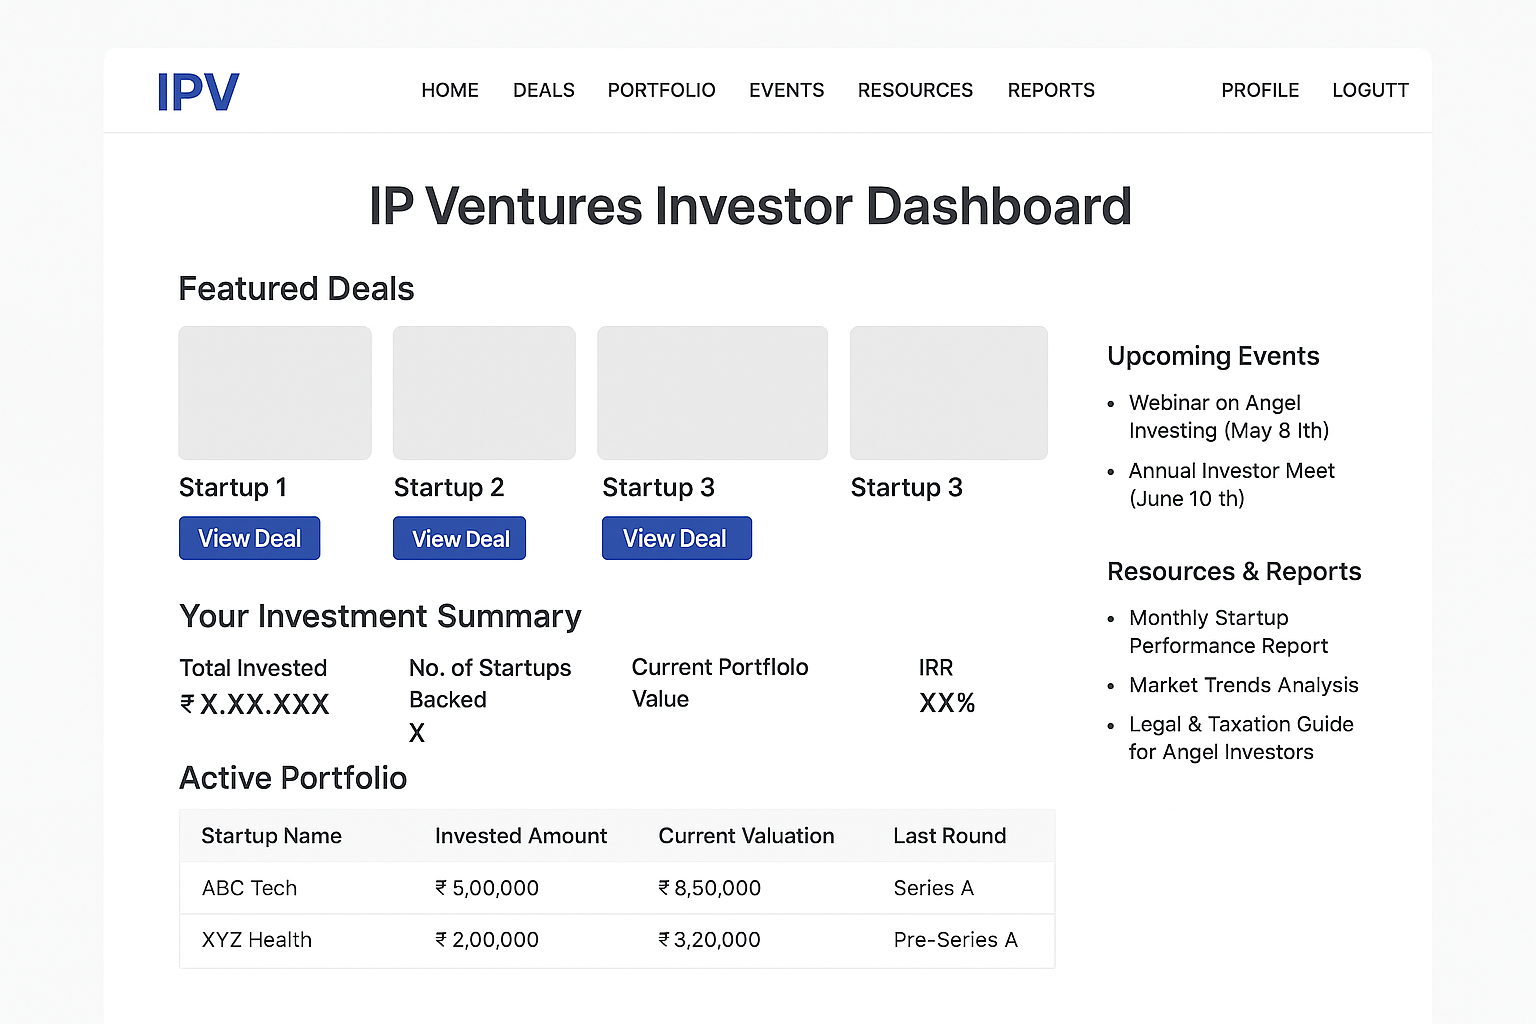 IPV
HOME DEALS PORTFOLIO EVENTS RESOURCES REPORTS PROFILE LOGUTT
IP Ventures Investor Dashboard
Featured Deals
Startup 1
View Deal
Startup 2
View Deal
Startup 3
View Deal
Startup 3
Your Investment Summary
Total Invested
₹ X.XX.XXX
No. of Startups
Backed
X
Current Portflolo
Value
IRR
XX%
Active Portfolio
Startup Name Invested Amount Current Valuation Last Round
ABC Tech ₹ 5,00,000 ₹ 8,50,000 Series A
XYZ Health ₹ 2,00,000 ₹ 3,20,000 Pre-Series A
Upcoming Events
• Webinar on Angel
Investing (May 8 Ith)
• Annual Investor Meet
(June 10 th)
Resources & Reports
• Monthly Startup
Performance Report
• Market Trends Analysis
• Legal & Taxation Guide
for Angel Investors